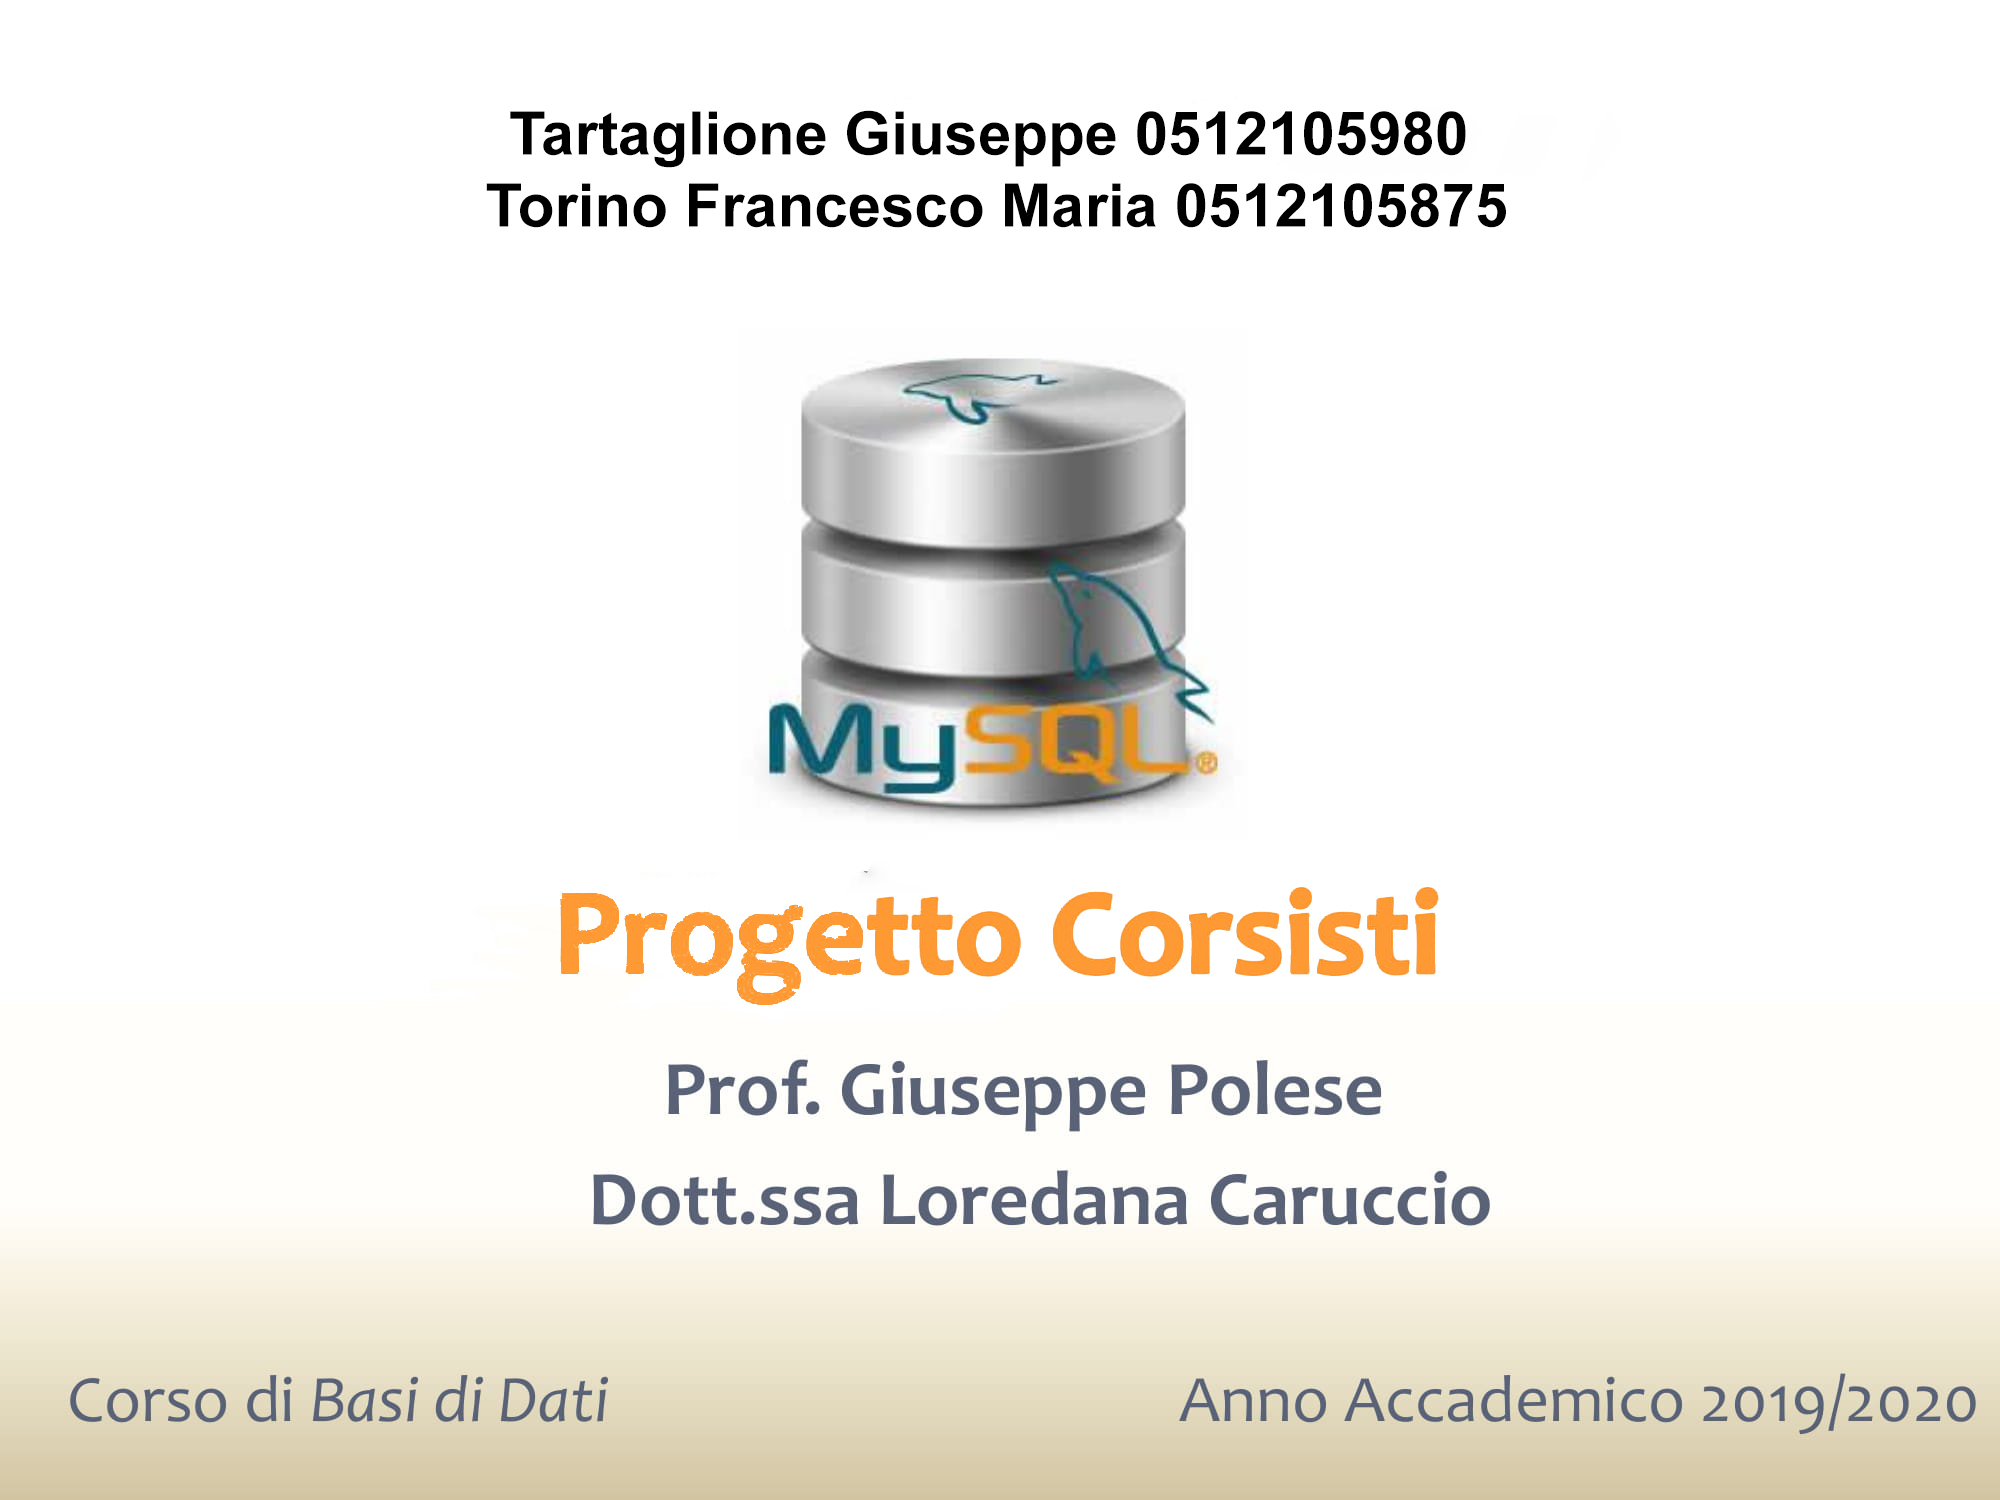 Tartaglione Giuseppe 0512105980
Torino Francesco Maria 0512105875
MySQL®
Progetto Corsisti
Prof. Giuseppe Polese
Dott.ssa Loredana Caruccio
Corso di Basi di Dati
Anno Accademico 2019/2020